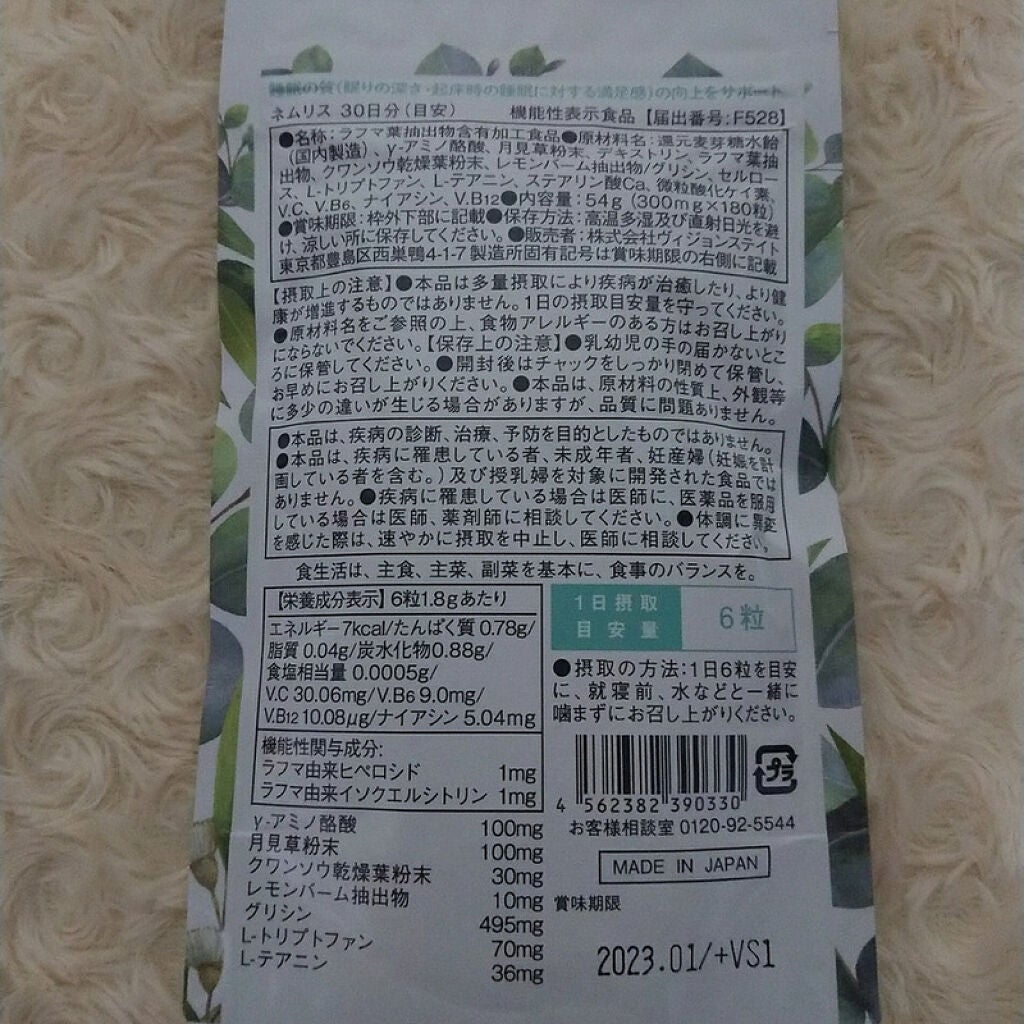 睡眠の質(眠りの深さ・起床時の睡眠に対する満足感)の向上をサポート
ネムリス 30日分(目安) 機能性表示食品【届出番号:F528】
●名称:ラフマ葉抽出物含有加工食品●原材料名:還元麦芽糖水飴
(国内製造)、γ-アミノ酪酸、月見草粉末、デキストリン、ラフマ葉抽
出物、クワンソウ乾燥葉粉末、レモンバーム抽出物/グリシン、セルロー
ス、L-トリプトファン、L-テアニン、ステアリン酸Ca、微粒酸化ケイ素、
V.C、V.B6、ナイアシン、V.B12●内容量:54g(300mg×180粒)
●賞味期限:枠外下部に記載●保存方法:高温多湿及び直射日光を避
け、涼しい所に保存してください。●販売者:株式会社ヴィジョンステイト
東京都豊島区西巣鴨4-1-7 製造所固有記号は賞味期限の右側に記載
【摂取上の注意】●本品は多量摂取により疾病が治癒したり、より健
康が増進するものではありません。1日の摂取目安量を守ってください。
●原材料名をご参照の上、食物アレルギーのある方はお召し上がり
にならないでください。【保存上の注意】●乳幼児の手の届かないとこ
ろに保管してください。●開封後はチャックをしっかり閉めて保管し、
お早めにお召し上がりください。●本品は、原材料の性質上、外観等
に多少の違いが生じる場合がありますが、品質に問題ありません。
●本品は、疾病の診断、治療、予防を目的としたものではありません。
●本品は、疾病に罹患している者、未成年者、妊産婦(妊娠を計
画している者を含む。)及び授乳婦を対象に開発された食品では
ありません。●疾病に罹患している場合は医師に、医薬品を服用
している場合は医師、薬剤師に相談してください。●体調に異変
を感じた際は、速やかに摂取を中止し、医師に相談してください。
食生活は、主食、主菜、副菜を基本に、食事のバランスを。
【栄養成分表示】6粒1.8gあたり
エネルギー7kcal/たんぱく質 0.78g/
脂質 0.04g/炭水化物0.88g/
食塩相当量 0.0005g/
V.C 30.06mg/V.B6 9.0mg/
V.B12 10.08μg/ナイアシン 5.04mg
機能性関与成分:
ラフマ由来ヒペロシド 1mg
ラフマ由来イソクエルシトリン 1mg
γ-アミノ酪酸 100mg
月見草粉末 100mg
クワンソウ乾燥葉粉末 30mg
レモンバーム抽出物 10mg
グリシン 495mg
L-トリプトファン 70mg
L-テアニン 36mg
1日摂取
目安量
6粒
●摂取の方法:1日6粒を目安
に、就寝前、水などと一緒に
噛まずにお召し上がりください。
プラ
4 562382 390330
お客様相談室 0120-92-5544
MADE IN JAPAN
賞味期限
2023.01/+VS1